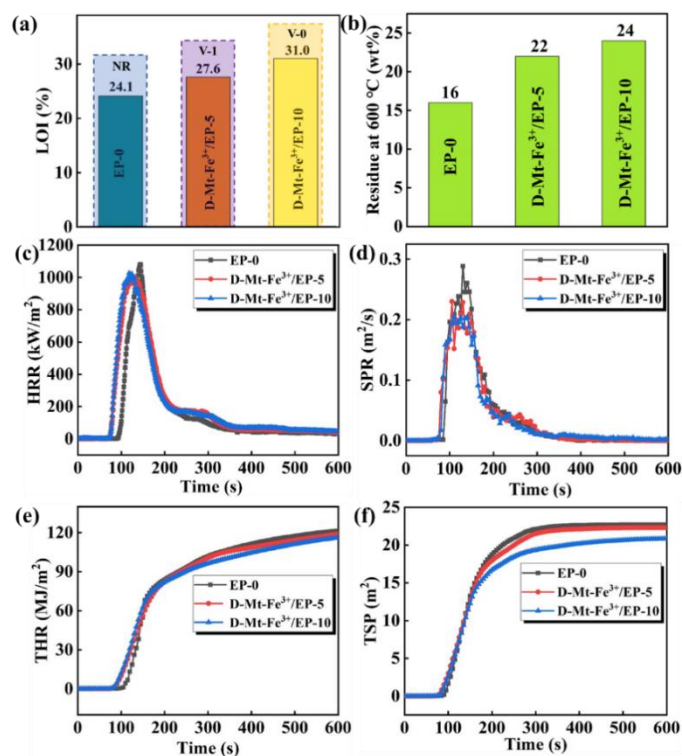 (a)
LOI (%)
30
20
10
0
NR
24.1
EP-0
V-1
27.6
D-Mt-Fe³⁺/EP-5
V-0
31.0
D-Mt-Fe³⁺/EP-10
(b)
Residue at 600 °C (wt%)
25
20
15
10
5
0
16
EP-0
22
D-Mt-Fe³⁺/EP-5
24
D-Mt-Fe³⁺/EP-10
(c)
HRR (kW/m²)
1200
1000
800
600
400
200
0
EP-0
D-Mt-Fe³⁺/EP-5
D-Mt-Fe³⁺/EP-10
0 100 200 300 400 500 600
Time (s)
(d)
SPR (m²/s)
0.3
0.2
0.1
0.0
EP-0
D-Mt-Fe³⁺/EP-5
D-Mt-Fe³⁺/EP-10
0 100 200 300 400 500 600
Time (s)
(e)
THR (MJ/m²)
120
90
60
30
0
EP-0
D-Mt-Fe³⁺/EP-5
D-Mt-Fe³⁺/EP-10
0 100 200 300 400 500 600
Time (s)
(f)
TSP (m²)
25
20
15
10
5
0
EP-0
D-Mt-Fe³⁺/EP-5
D-Mt-Fe³⁺/EP-10
0 100 200 300 400 500 600
Time (s)